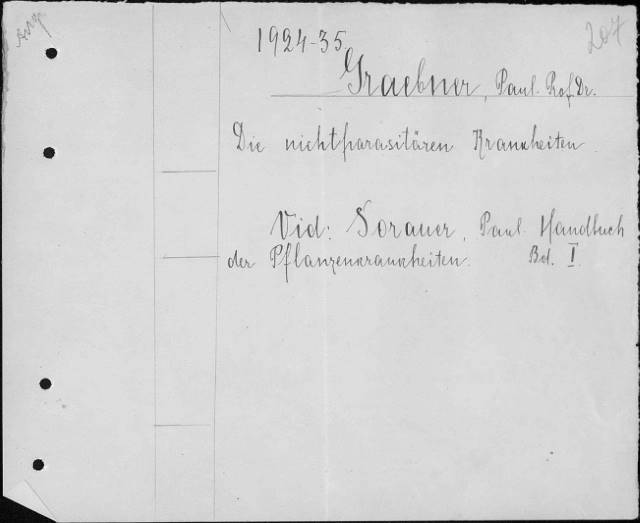 207
1924-35
Graebner, Paul Prof. Dr.
Die nichtparasitären Krankheiten
Vid: Sorauer, Paul Handbuch
der Pflanzenkrankheiten. Bd. I.